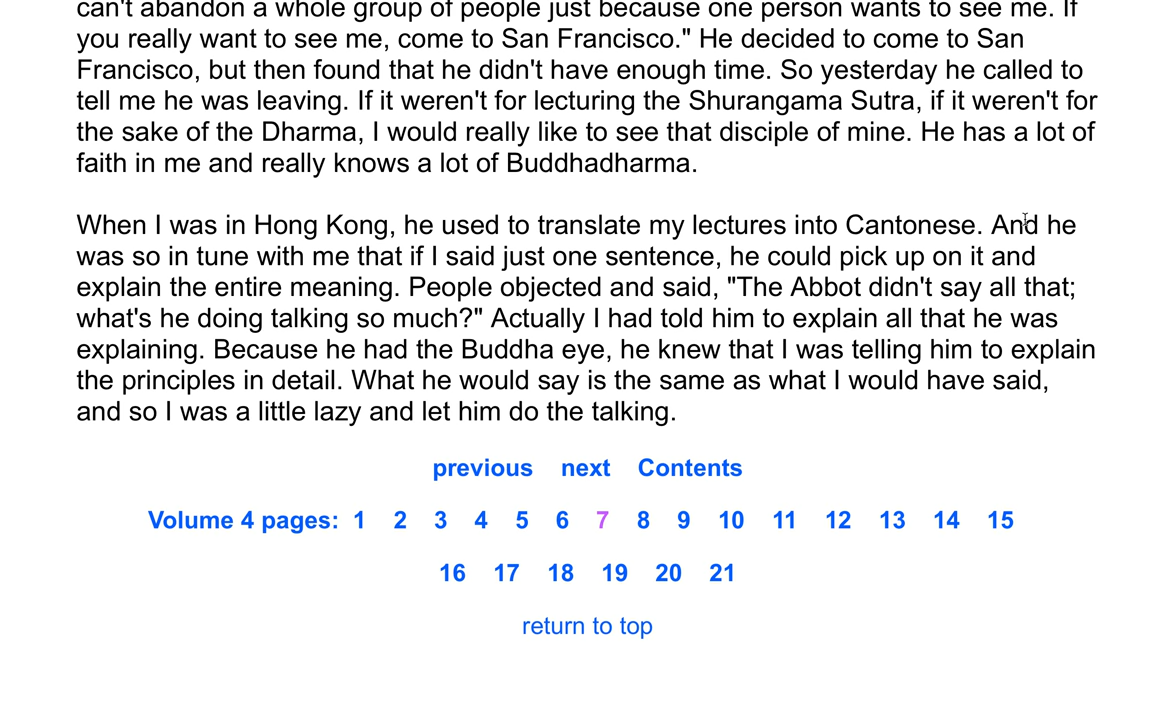 can't abandon a whole group of people just because one person wants to see me. If
you really want to see me, come to San Francisco." He decided to come to San
Francisco, but then found that he didn't have enough time. So yesterday he called to
tell me he was leaving. If it weren't for lecturing the Shurangama Sutra, if it weren't for
the sake of the Dharma, I would really like to see that disciple of mine. He has a lot of
faith in me and really knows a lot of Buddhadharma.
When I was in Hong Kong, he used to translate my lectures into Cantonese. And he
was so in tune with me that if I said just one sentence, he could pick up on it and
explain the entire meaning. People objected and said, "The Abbot didn't say all that;
what's he doing talking so much?" Actually I had told him to explain all that he was
explaining. Because he had the Buddha eye, he knew that I was telling him to explain
the principles in detail. What he would say is the same as what I would have said,
and so I was a little lazy and let him do the talking.
previous next Contents
Volume 4 pages: 1 2 3 4 5 6 7 8 9 10 11 12 13 14 15
16 17 18 19 20 21
return to top